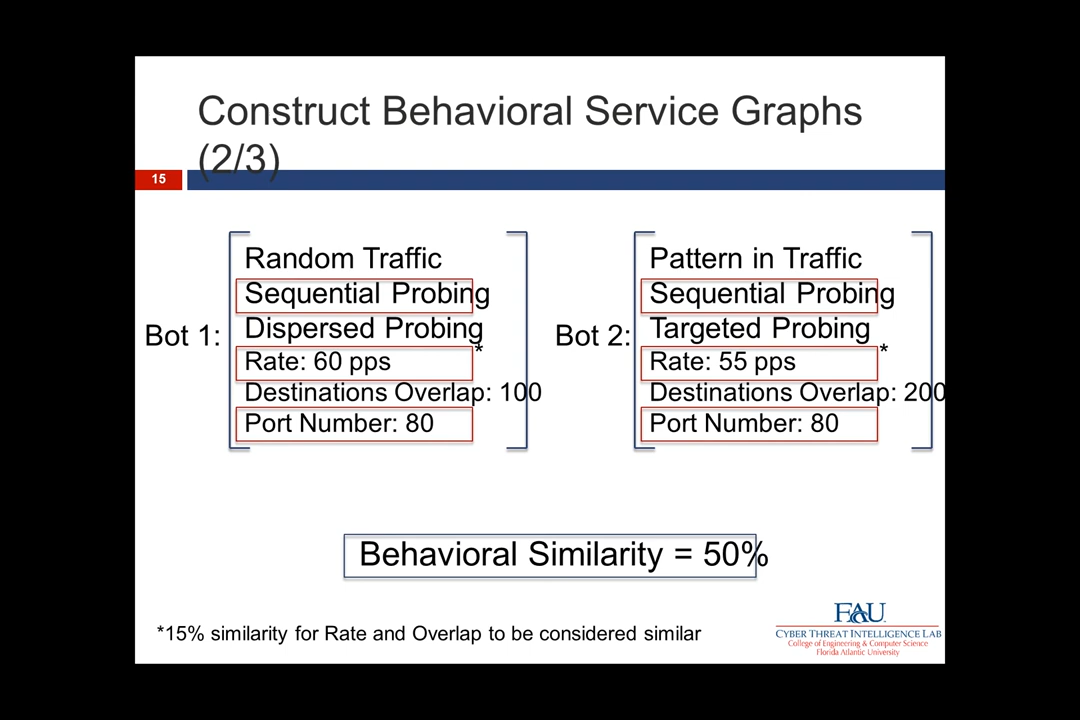 Construct Behavioral Service Graphs
(2/3)
15
Bot 1:
Random Traffic
Sequential Probing
Dispersed Probing
*
Rate: 60 pps
Destinations Overlap: 100
Port Number: 80
Bot 2:
Pattern in Traffic
Sequential Probing
Targeted Probing
*
Rate: 55 pps
Destinations Overlap: 200
Port Number: 80
Behavioral Similarity = 50%
*15% similarity for Rate and Overlap to be considered similar
FAU
CYBER THREAT INTELLIGENCE LAB
College of Engineering & Computer Science
Florida Atlantic University